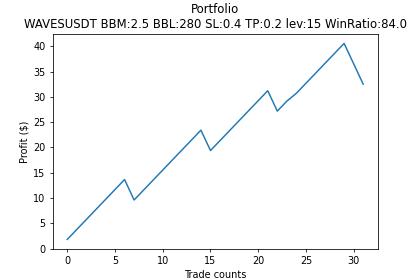 Portfolio
WAVESUSDT BBM:2.5 BBL:280 SL:0.4 TP:0.2 lev:15 WinRatio:84.0
40
35
30
25
20
15
10
5
0
Profit ($)
0 5 10 15 20 25 30
Trade counts